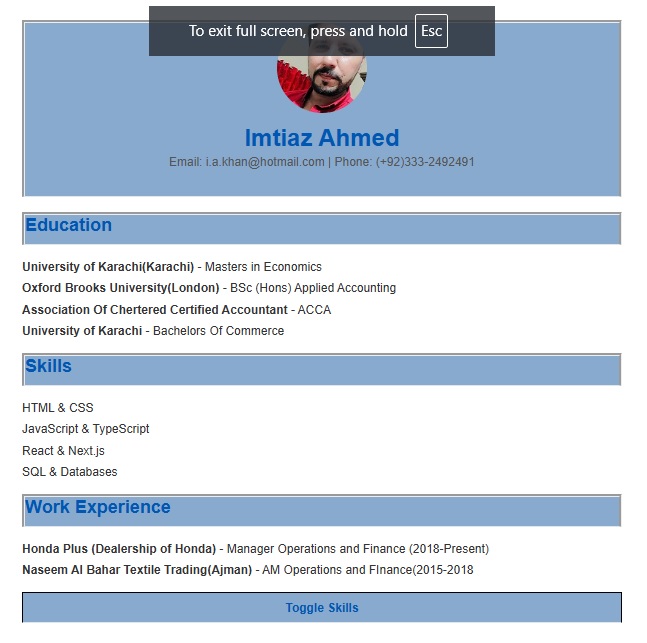 To exit full screen, press and hold Esc
Imtiaz Ahmed
Email: i.a.khan@hotmail.com | Phone: (+92)333-2492491
Education
University of Karachi(Karachi) - Masters in Economics
Oxford Brooks University(London) - BSc (Hons) Applied Accounting
Association Of Chertered Certified Accountant - ACCA
University of Karachi - Bachelors Of Commerce
Skills
HTML & CSS
JavaScript & TypeScript
React & Next.js
SQL & Databases
Work Experience
Honda Plus (Dealership of Honda) - Manager Operations and Finance (2018-Present)
Naseem Al Bahar Textile Trading(Ajman) - AM Operations and FInance(2015-2018
Toggle Skills